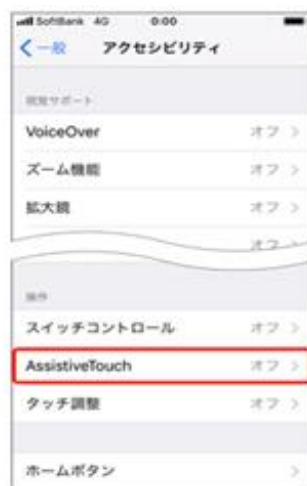 SoftBank 4G 0:00
一般 アクセシビリティ
視覚サポート
VoiceOver オフ
ズーム機能 オフ
拡大鏡 オフ
オフ
操作
スイッチコントロール オフ
AssistiveTouch オフ
タッチ調整 オフ
ホームボタン